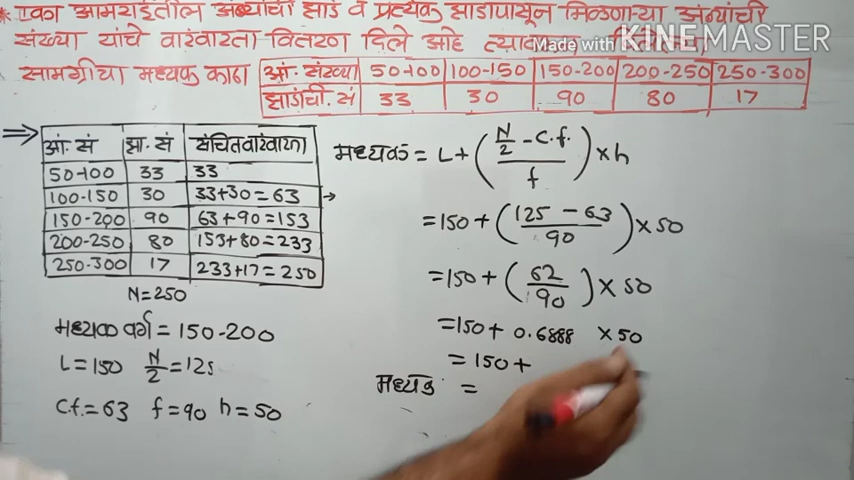 * एका आमराईतील आंब्यांची झाडे व प्रत्येक झाडापासून मिळणाऱ्या आंब्यांची
संख्या यांचे वारंवारता वितरण दिले आहे त्यावरून
Made with KINEMASTER
सामग्रीचा मध्यक काढा
आं. संख्या 50-100 100-150 150-200 200-250 250-300
झाडांची. सं 33 30 90 80 17
आं. सं झा. सं संचित वारंवारता
50-100 33 33
100-150 30 33+30=63 →
150-200 90 63+90=153
200-250 80 153+80=233
250-300 17 233+17=250
N=250
मध्यक वर्ग = 150-200
L=150 N/2=125
Cf.=63 f=90 h=50
मध्यक = L+(N/2 - C.f./f)×h
=150+(125-63/90)×50
=150+(62/90)×50
=150+ 0.6888 ×50
= 150+
मध्यक =